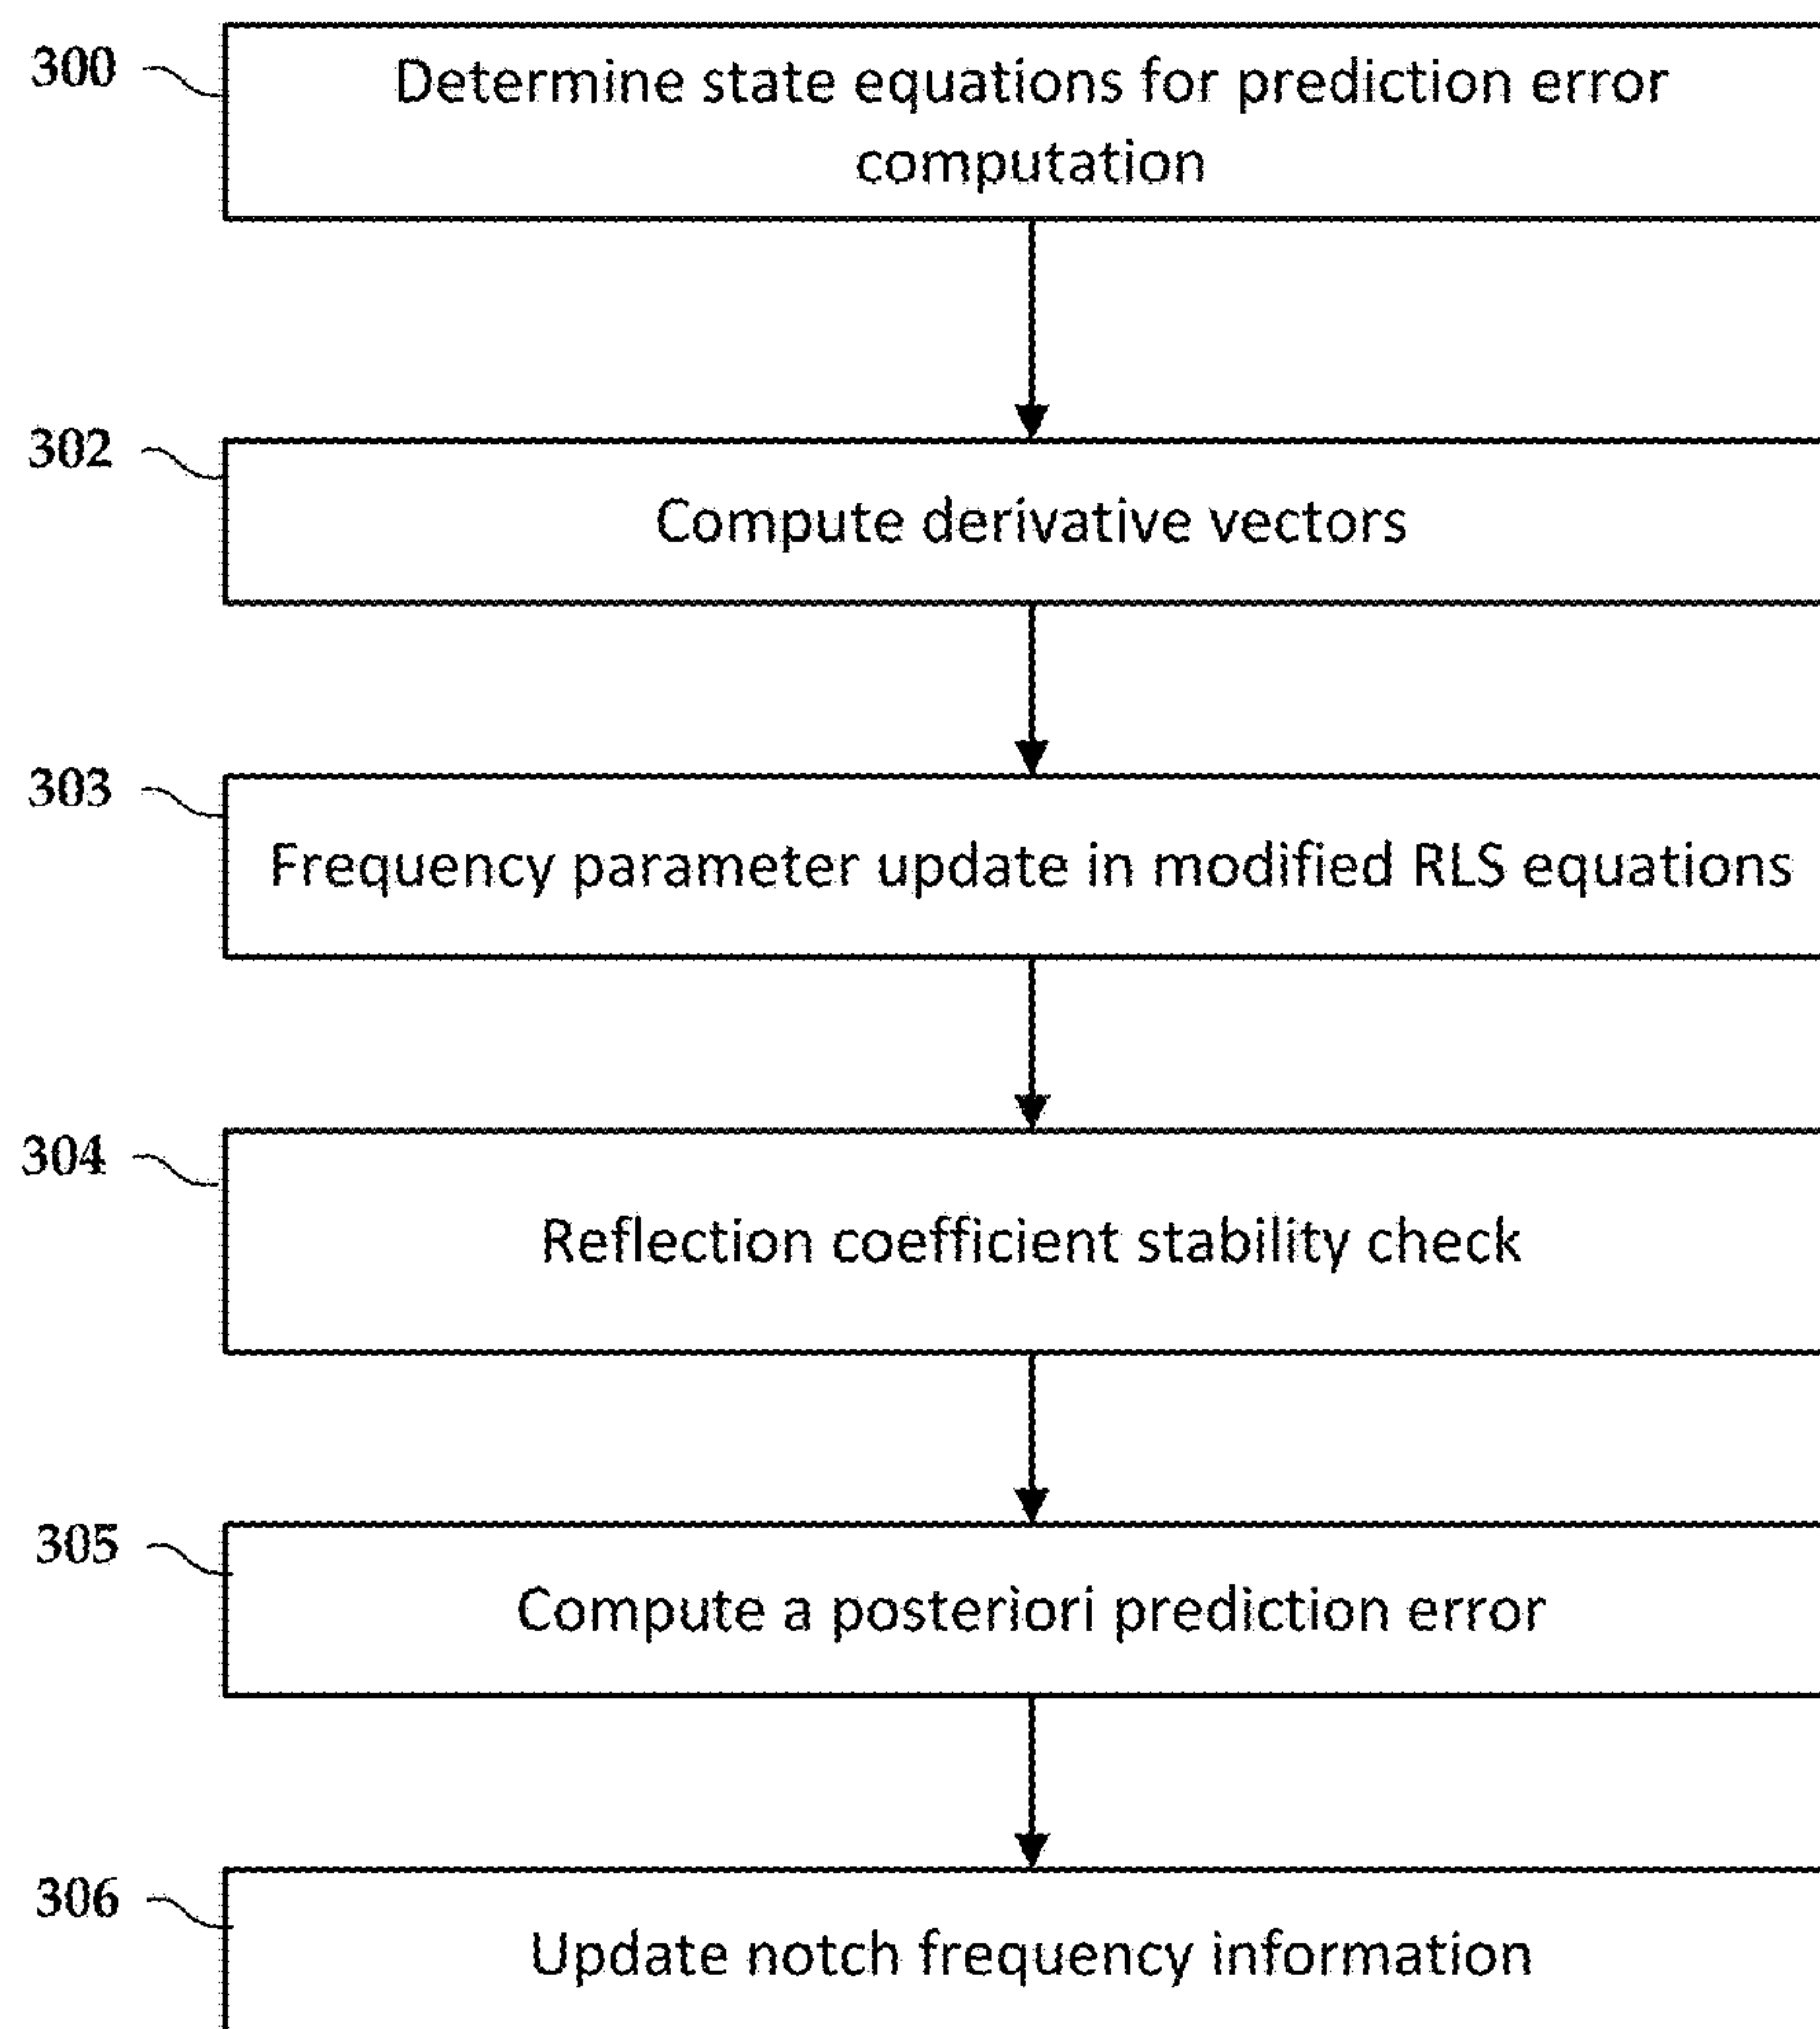 300
Determine state equations for prediction error
computation
302
Compute derivative vectors
303
Frequency parameter update in modified RLS equations
304
Reflection coefficient stability check
305
Compute a posteriori prediction error
306
Update notch frequency information